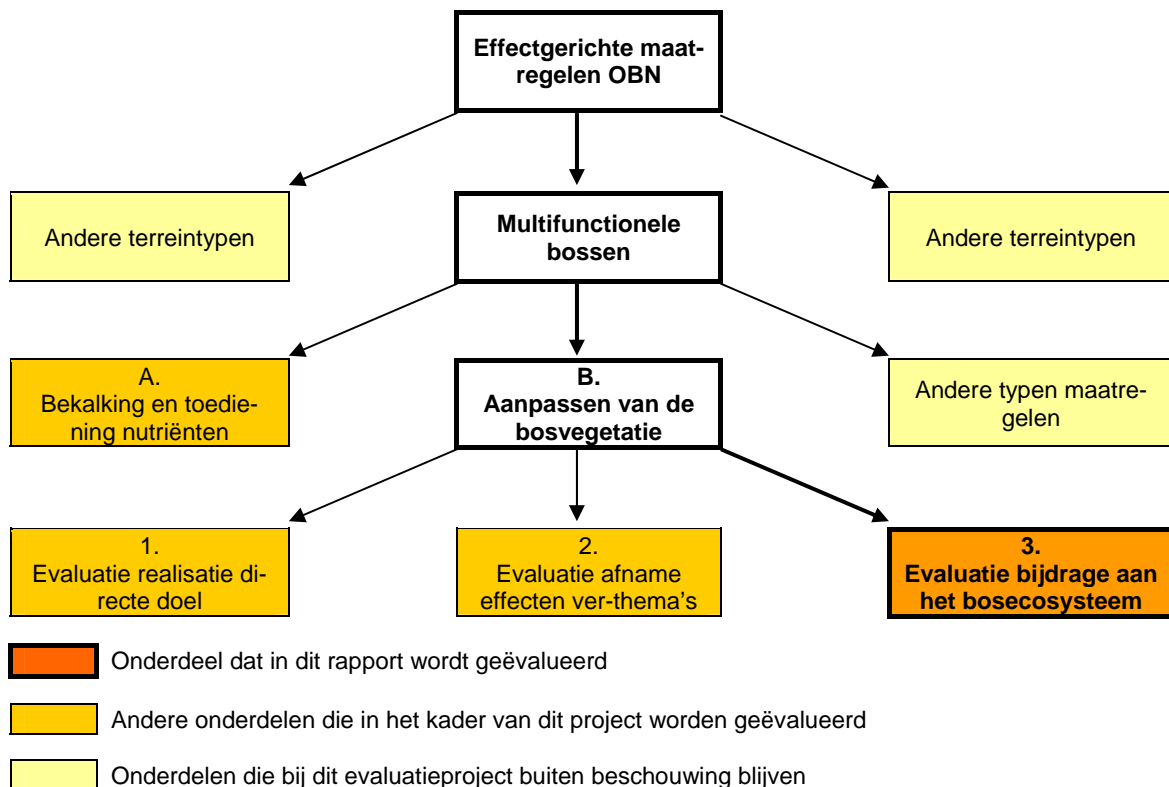 Effectgerichte maat-
regelen OBN
Andere terreintypen
Multifunctionele
bossen
Andere terreintypen
A.
Bekalking en toedie-
ning nutriënten
B.
Aanpassen van de
bosvegetatie
Andere typen maatre-
gelen
1.
Evaluatie realisatie di-
recte doel
2.
Evaluatie afname
effecten ver-thema's
3.
Evaluatie bijdrage aan
het bosecosysteem
Onderdeel dat in dit rapport wordt geëvalueerd
Andere onderdelen die in het kader van dit project worden geëvalueerd
Onderdelen die bij dit evaluatieproject buiten beschouwing blijven